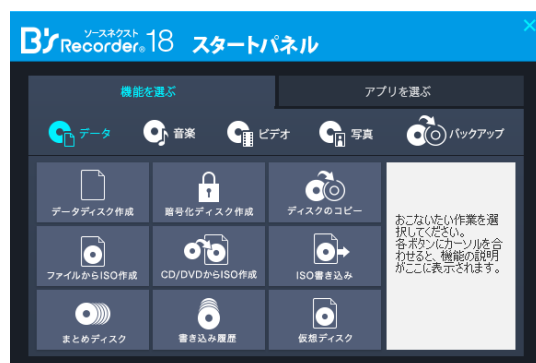 ソースネクスト
B's Recorder® 18 スタートパネル
機能を選ぶ アプリを選ぶ
データ 音楽 ビデオ 写真 バックアップ
データディスク作成 暗号化ディスク作成 ディスクのコピー
ファイルからISO作成 CD/DVDからISO作成 ISO書き込み
まとめディスク 書き込み履歴 仮想ディスク
おこないたい作業を選
択してください。
各ボタンにカーソルを合
わせると、機能の説明
がここに表示されます。